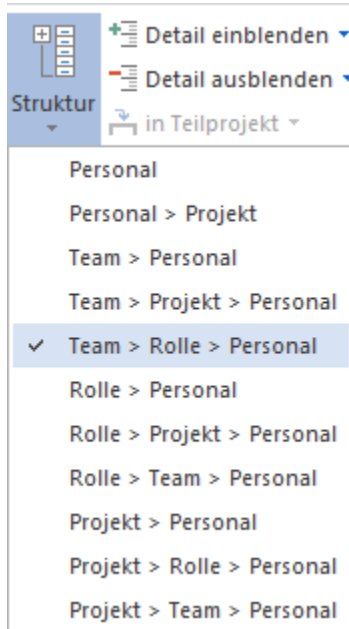 Detail einblenden
Detail ausblenden
Struktur
in Teilprojekt
Personal
Personal > Projekt
Team > Personal
Team > Projekt > Personal
Team > Rolle > Personal
Rolle > Personal
Rolle > Projekt > Personal
Rolle > Team > Personal
Projekt > Personal
Projekt > Rolle > Personal
Projekt > Team > Personal